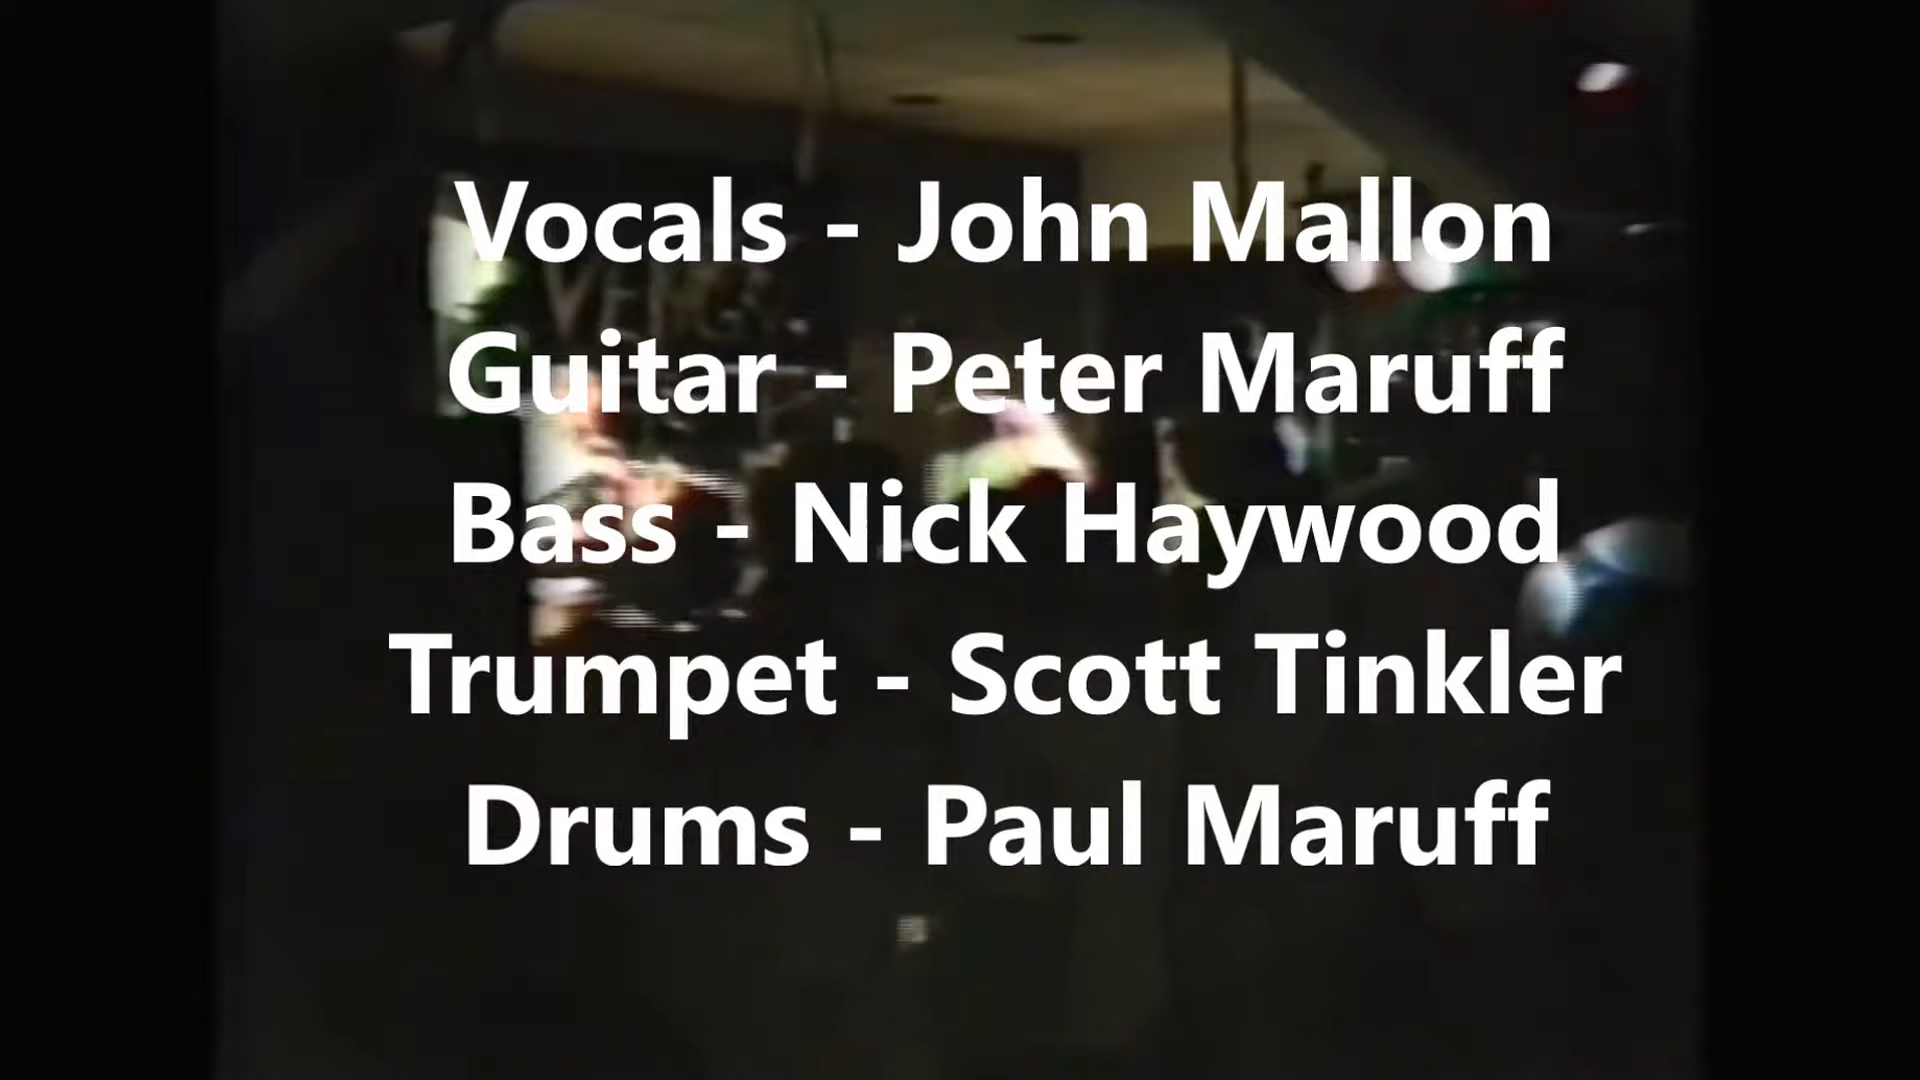 Vocals - John Mallon
Guitar - Peter Maruff
Bass - Nick Haywood
Trumpet - Scott Tinkler
Drums - Paul Maruff